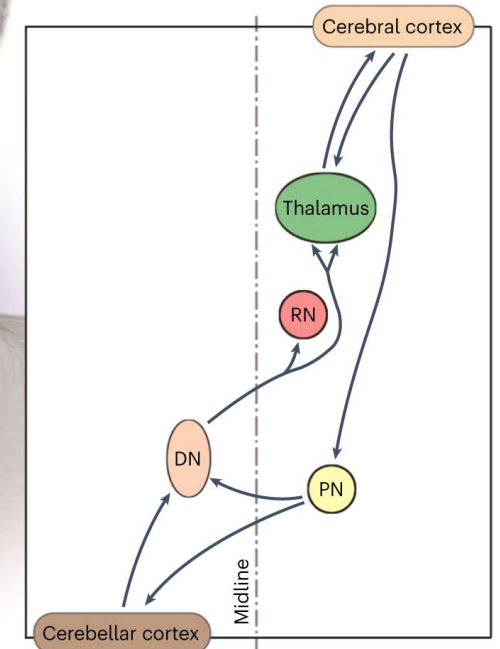 Cerebral cortex
Thalamus
RN
DN
PN
Midline
Cerebellar cortex